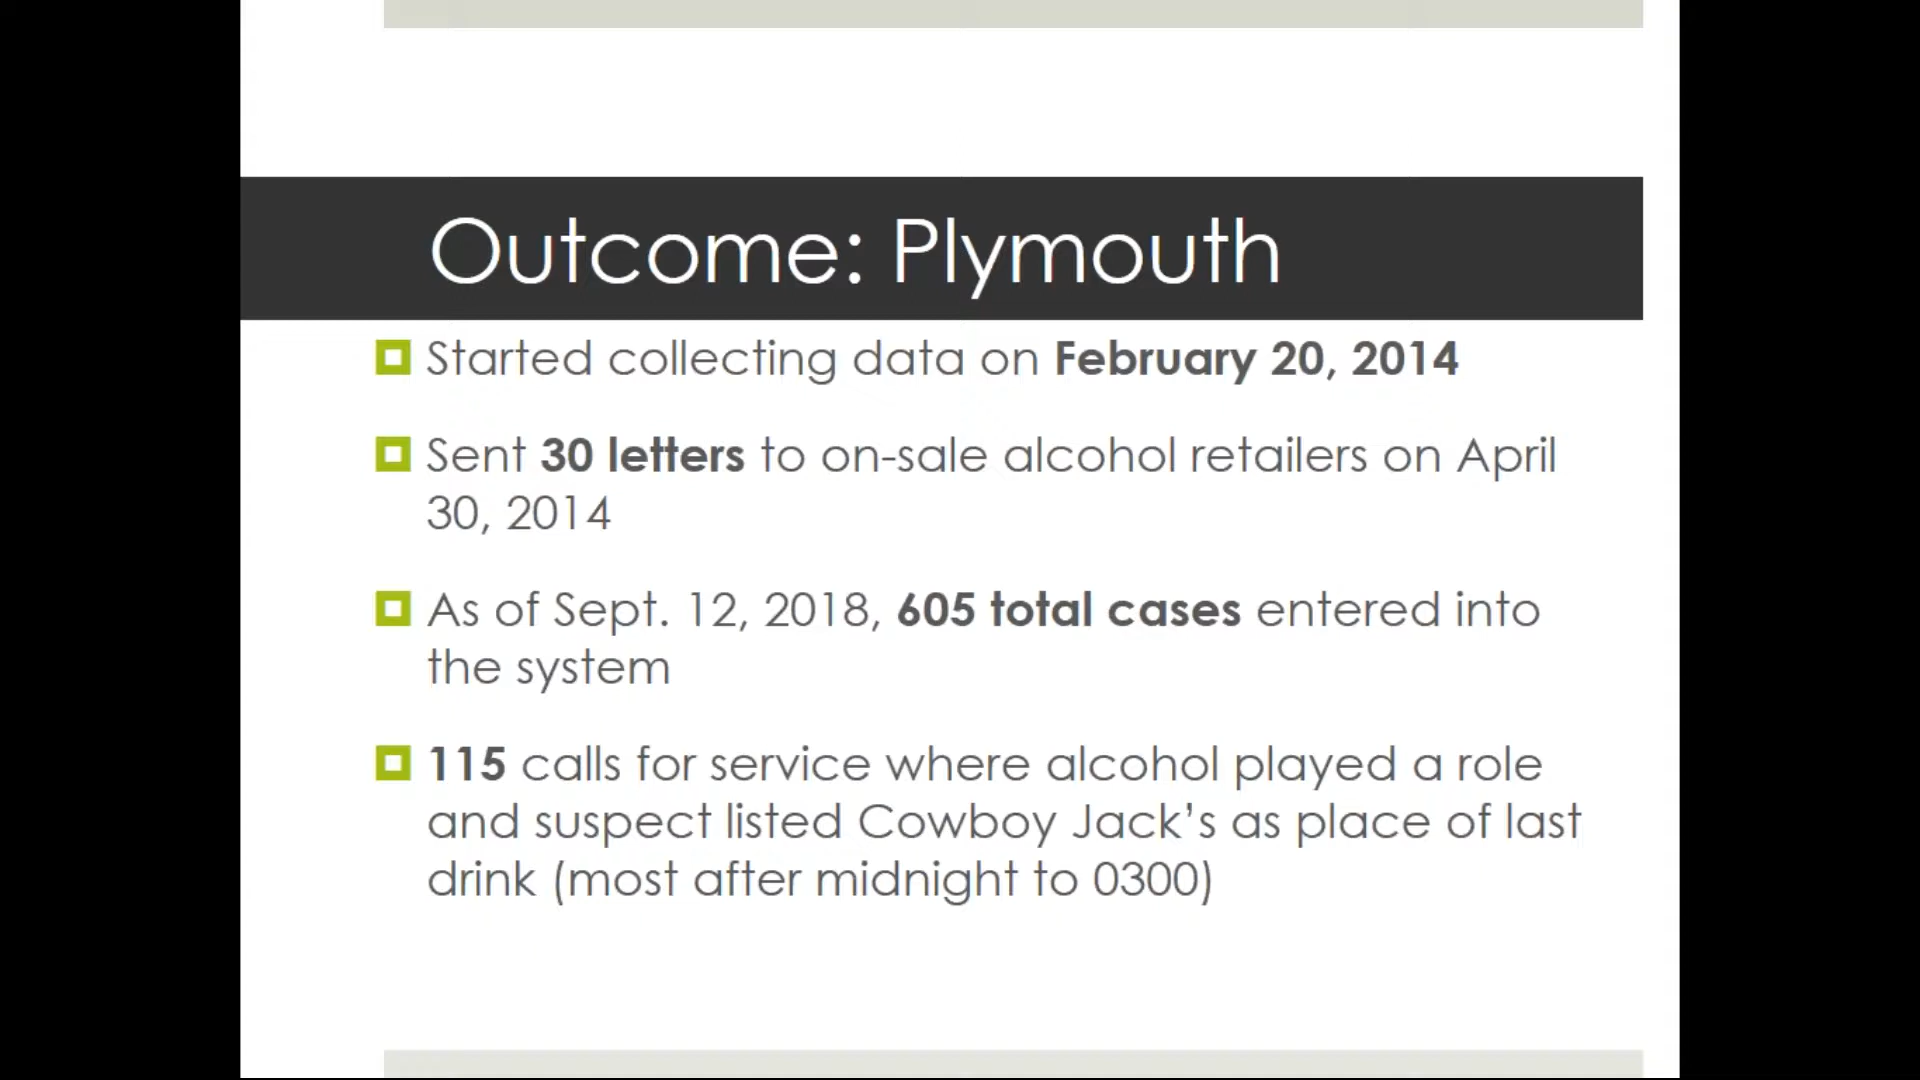 Outcome: Plymouth
Started collecting data on February 20, 2014
Sent 30 letters to on-sale alcohol retailers on April
30, 2014
As of Sept. 12, 2018, 605 total cases entered into
the system
115 calls for service where alcohol played a role
and suspect listed Cowboy Jack’s as place of last
drink (most after midnight to 0300)